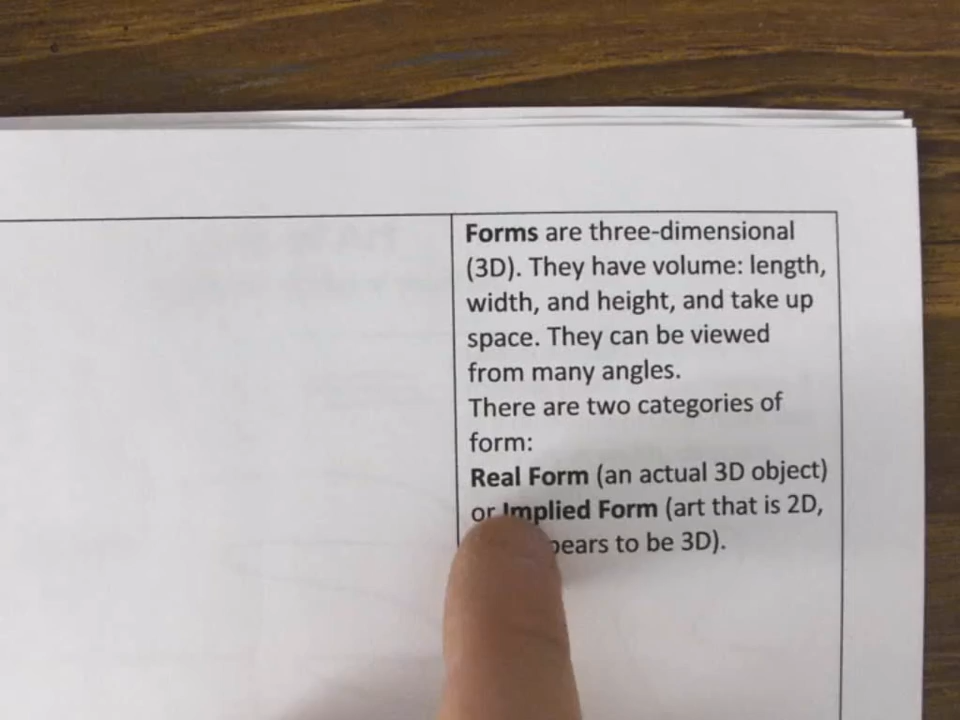 Forms are three-dimensional
(3D). They have volume: length,
width, and height, and take up
space. They can be viewed
from many angles.
There are two categories of
form:
Real Form (an actual 3D object)
or Implied Form (art that is 2D,
to be 3D).